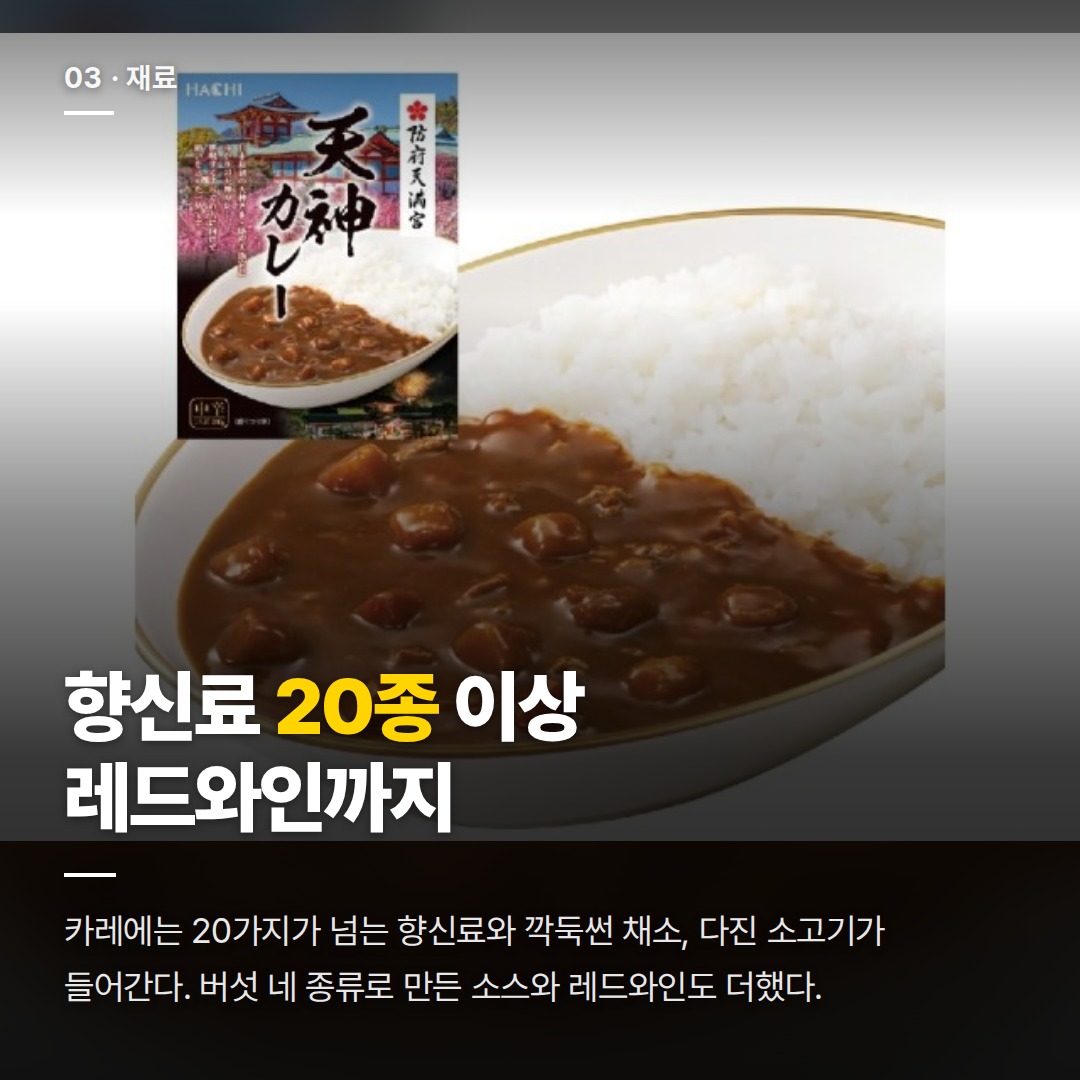 03 · 재료
HACHI
防府天満宮
天神
カレー
中辛
향신료 20종 이상
레드와인까지
카레에는 20가지가 넘는 향신료와 깍둑썬 채소, 다진 소고기가
들어간다. 버섯 네 종류로 만든 소스와 레드와인도 더했다.